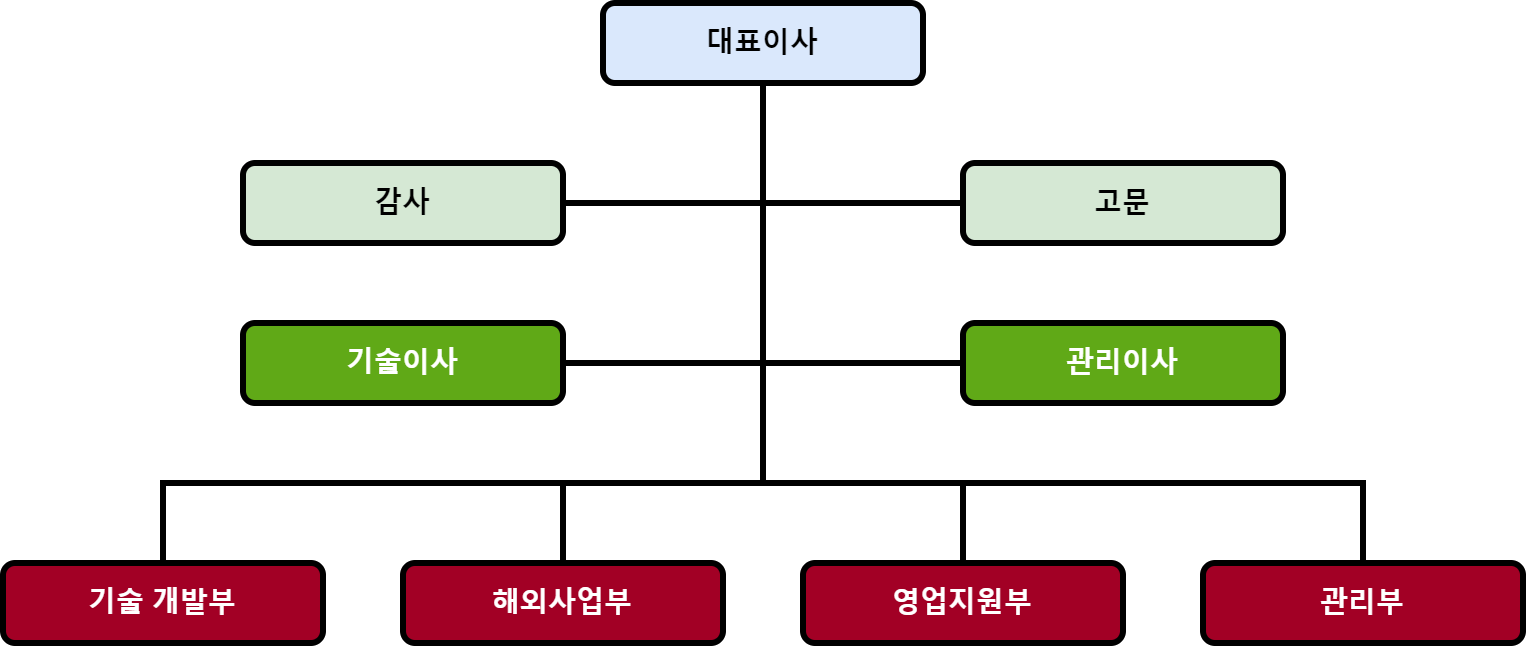 대표이사
감사
고문
기술이사
관리이사
기술 개발부
해외사업부
영업지원부
관리부